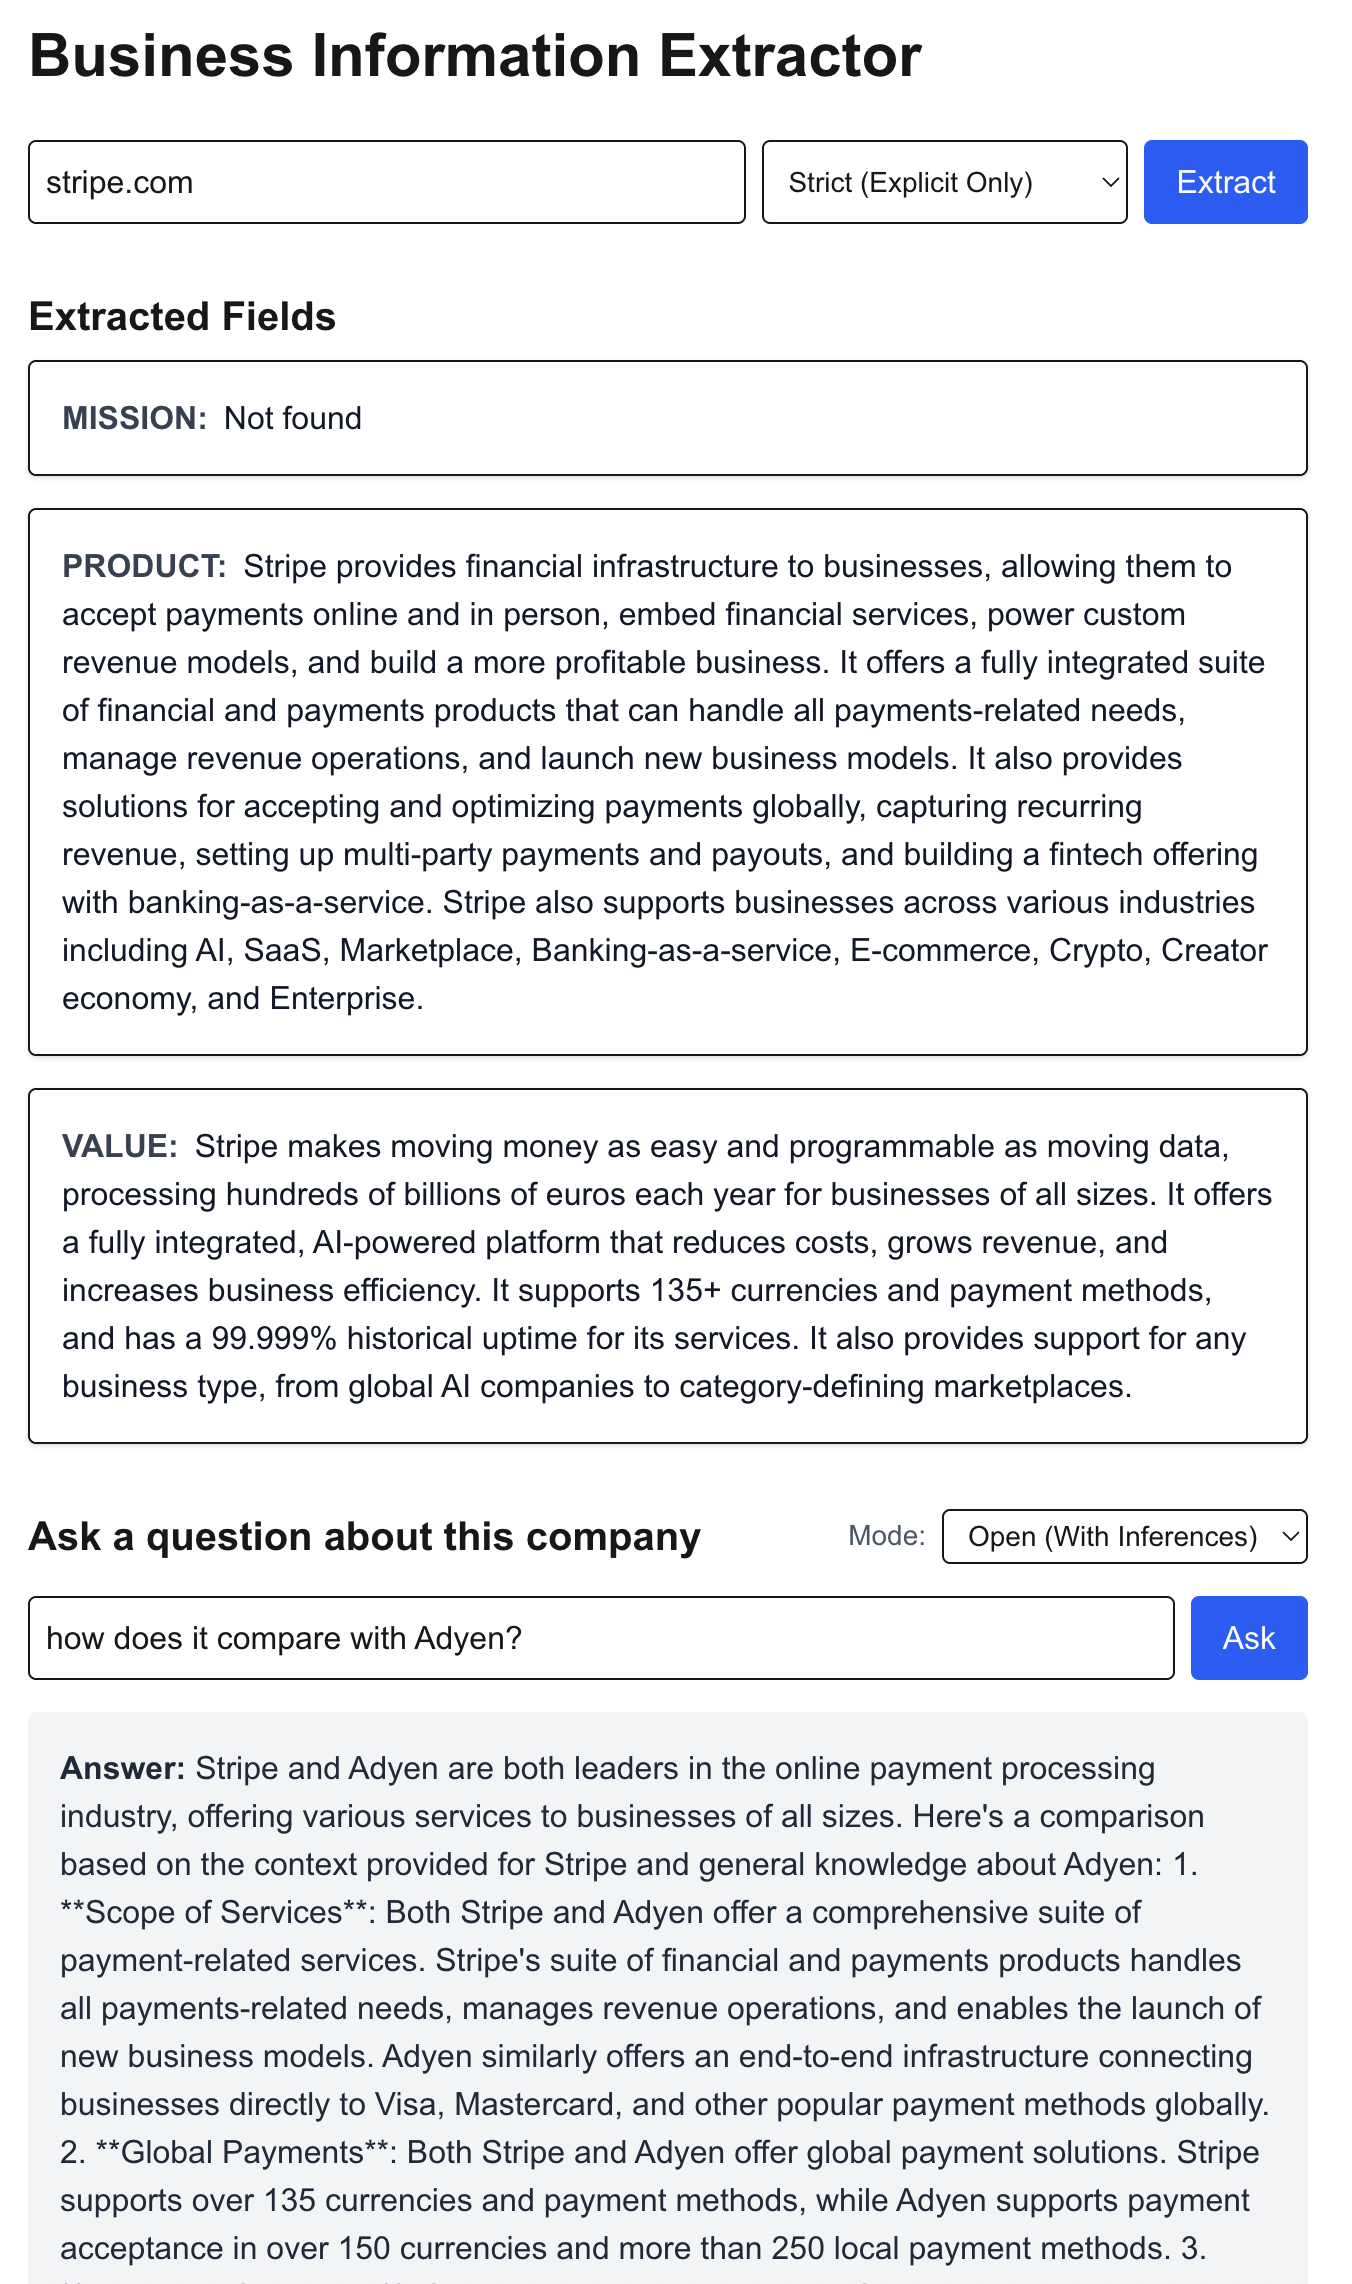 Business Information Extractor
stripe.com
Strict (Explicit Only)
Extract
Extracted Fields
MISSION: Not found
PRODUCT: Stripe provides financial infrastructure to businesses, allowing them to
accept payments online and in person, embed financial services, power custom
revenue models, and build a more profitable business. It offers a fully integrated suite
of financial and payments products that can handle all payments-related needs,
manage revenue operations, and launch new business models. It also provides
solutions for accepting and optimizing payments globally, capturing recurring
revenue, setting up multi-party payments and payouts, and building a fintech offering
with banking-as-a-service. Stripe also supports businesses across various industries
including AI, SaaS, Marketplace, Banking-as-a-service, E-commerce, Crypto, Creator
economy, and Enterprise.
VALUE: Stripe makes moving money as easy and programmable as moving data,
processing hundreds of billions of euros each year for businesses of all sizes. It offers
a fully integrated, AI-powered platform that reduces costs, grows revenue, and
increases business efficiency. It supports 135+ currencies and payment methods,
and has a 99.999% historical uptime for its services. It also provides support for any
business type, from global AI companies to category-defining marketplaces.
Ask a question about this company
Mode:
Open (With Inferences)
how does it compare with Adyen?
Ask
Answer: Stripe and Adyen are both leaders in the online payment processing
industry, offering various services to businesses of all sizes. Here's a comparison
based on the context provided for Stripe and general knowledge about Adyen: 1.
**Scope of Services**: Both Stripe and Adyen offer a comprehensive suite of
payment-related services. Stripe's suite of financial and payments products handles
all payments-related needs, manages revenue operations, and enables the launch of
new business models. Adyen similarly offers an end-to-end infrastructure connecting
businesses directly to Visa, Mastercard, and other popular payment methods globally.
2. **Global Payments**: Both Stripe and Adyen offer global payment solutions. Stripe
supports over 135 currencies and payment methods, while Adyen supports payment
acceptance in over 150 currencies and more than 250 local payment methods. 3.